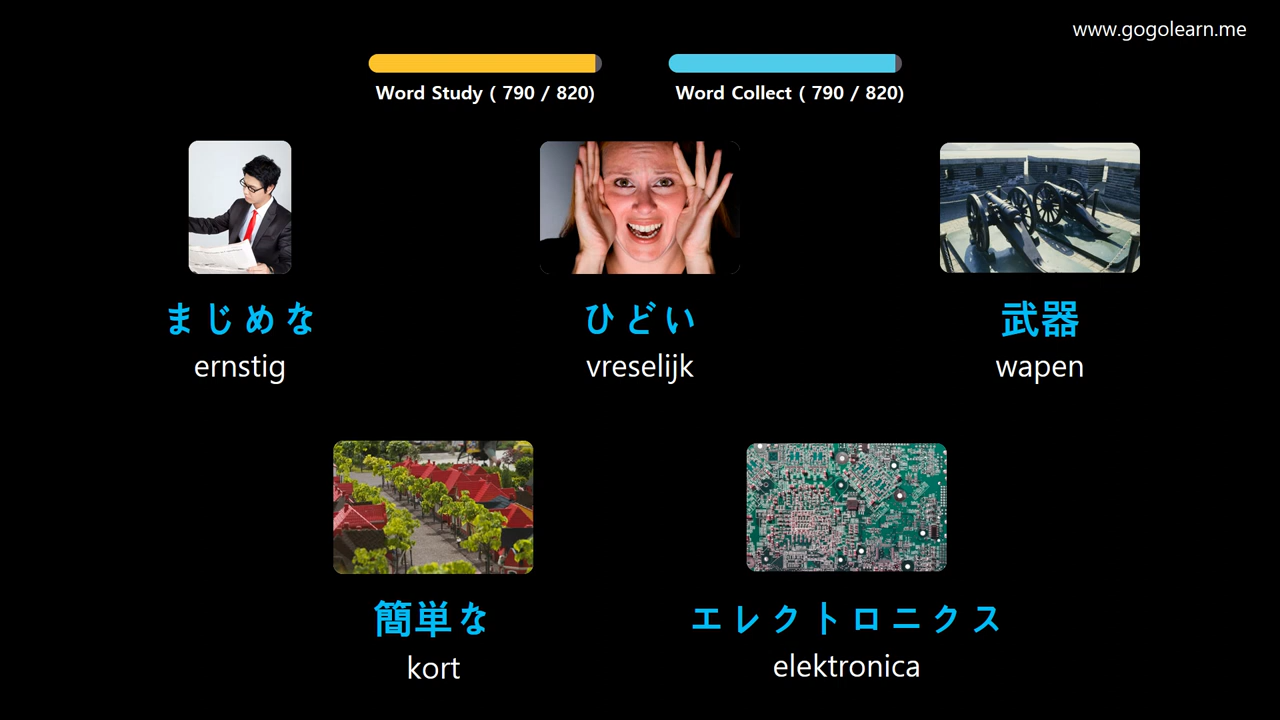 www.gogolearn.me
Word Study ( 790 / 820)
Word Collect ( 790 / 820)
まじめな
ernstig
ひどい
vreselijk
武器
wapen
簡単な
kort
エレクトロニクス
elektronica